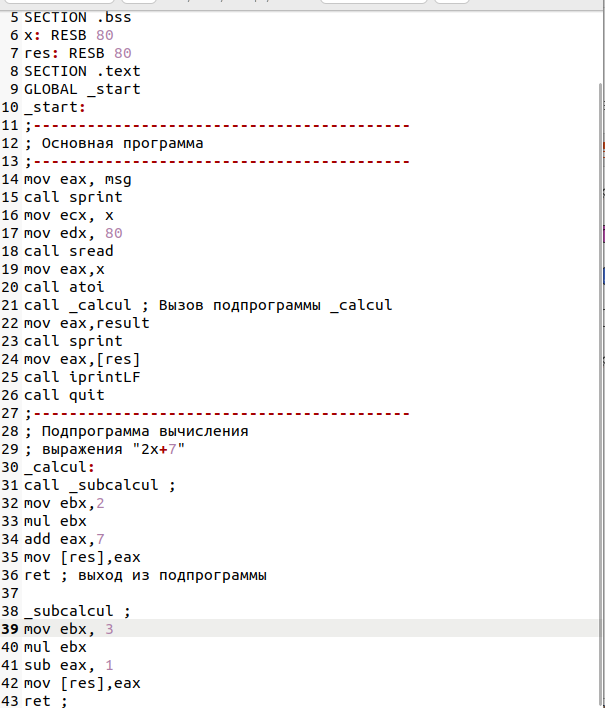 5 SECTION .bss
6 x: RESB 80
7 res: RESB 80
8 SECTION .text
9 GLOBAL _start
10 _start:
11 ;------------------------------------------
12 ; Основная программа
13 ;------------------------------------------
14 mov eax, msg
15 call sprint
16 mov ecx, x
17 mov edx, 80
18 call sread
19 mov eax,x
20 call atoi
21 call _calcul ; Вызов подпрограммы _calcul
22 mov eax,result
23 call sprint
24 mov eax,[res]
25 call iprintLF
26 call quit
27 ;------------------------------------------
28 ; Подпрограмма вычисления
29 ; выражения "2x+7"
30 _calcul:
31 call _subcalcul ;
32 mov ebx,2
33 mul ebx
34 add eax,7
35 mov [res],eax
36 ret ; выход из подпрограммы
37
38 _subcalcul ;
39 mov ebx, 3
40 mul ebx
41 sub eax, 1
42 mov [res],eax
43 ret ;